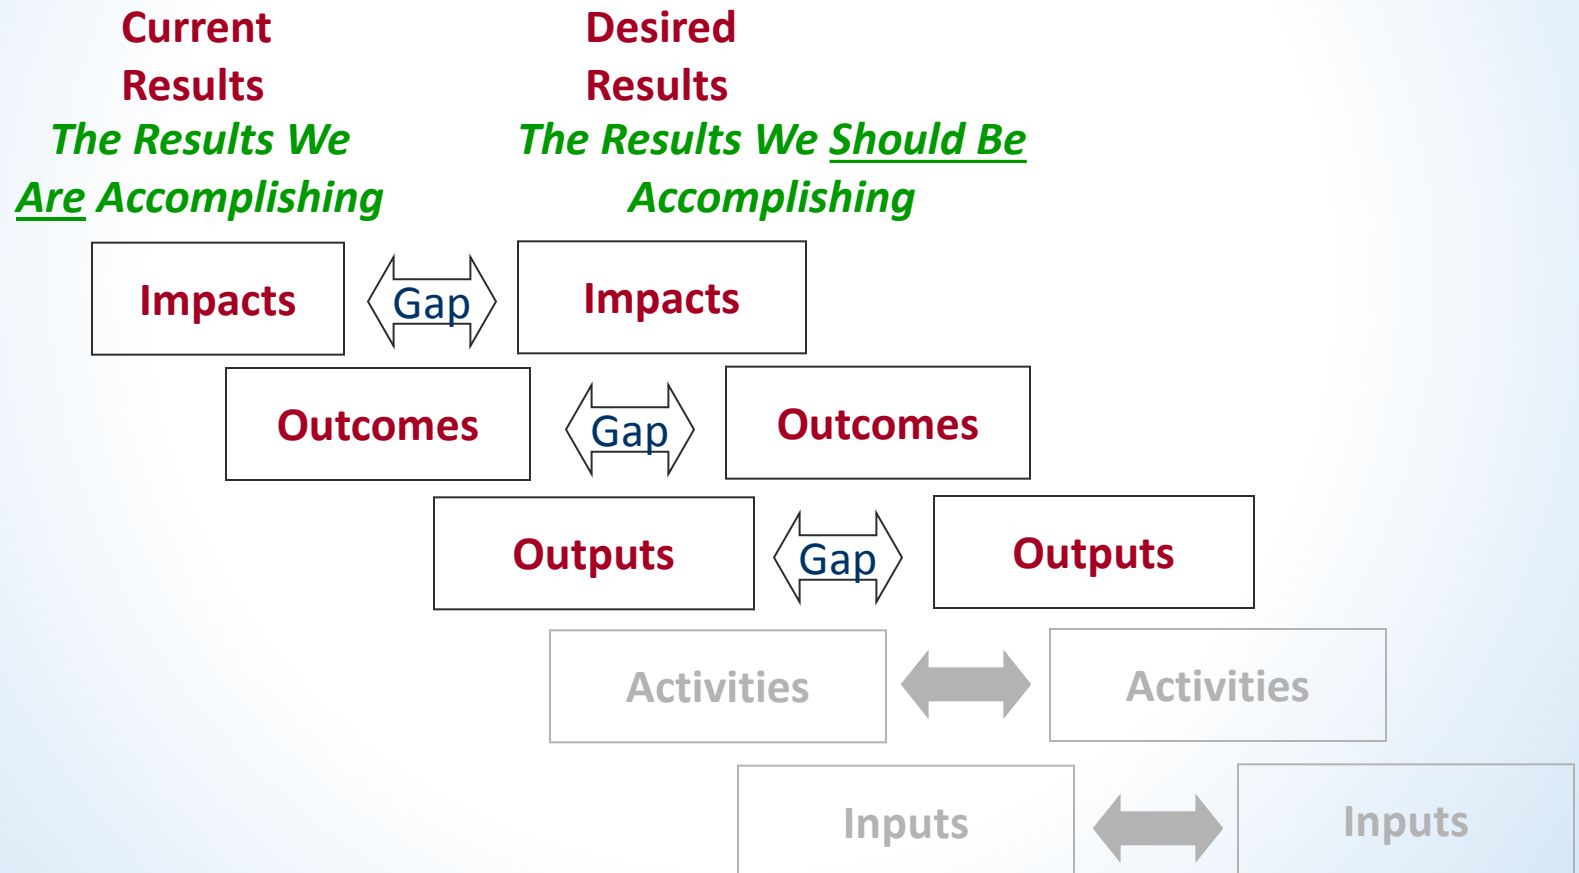 Current
Results
The Results We
Are Accomplishing
Desired
Results
The Results We Should Be
Accomplishing
Impacts
Gap
Impacts
Outcomes
Gap
Outcomes
Outputs
Gap
Outputs
Activities
Activities
Inputs
Inputs